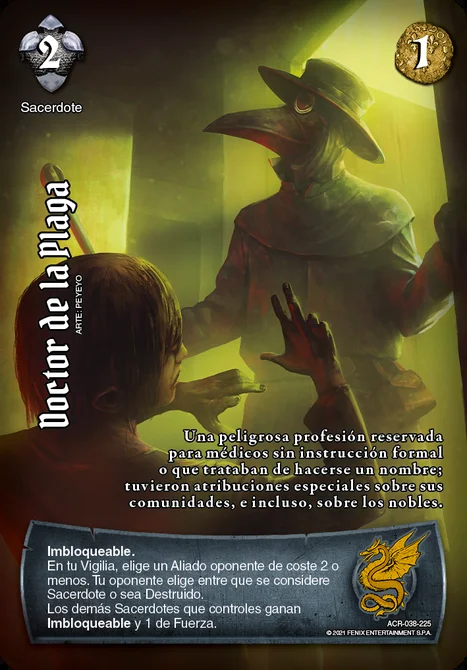 2
1
Sacerdote
Doctor de la Plaga
ARTE: PEYEYO
Una peligrosa profesión reservada
para médicos sin instrucción formal
o que trataban de hacerse un nombre;
tuvieron atribuciones especiales sobre sus
comunidades, e incluso, sobre los nobles.
Imbloqueable.
En tu Vigilia, elige un Aliado oponente de coste 2 o
menos. Tu oponente elige entre que se considere
Sacerdote o sea Destruido.
Los demás Sacerdotes que controles ganan
Imbloqueable y 1 de Fuerza.
ACR-038-225
© 2021 FENIX ENTERTAINMENT S.P.A.